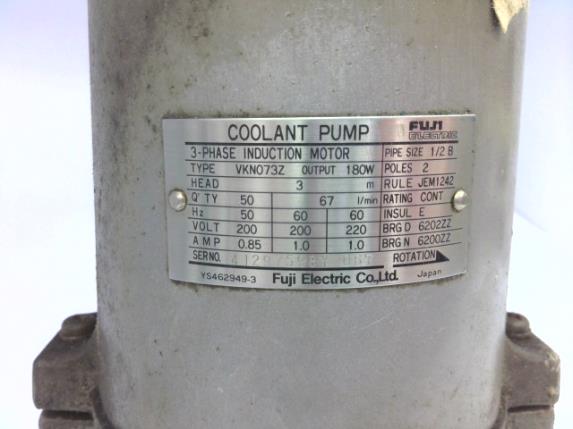 COOLANT PUMP FUJI ELECTRIC
3-PHASE INDUCTION MOTOR PIPE SIZE 1/2 B
TYPE VKN073Z OUTPUT 180W POLES 2
HEAD 3 m RULE JEM1242
Q'TY 50 67 l/min RATING CONT
Hz 50 60 60 INSUL E
VOLT 200 200 220 BRG D 6202ZZ
AMP 0.85 1.0 1.0 BRG N 6200ZZ
SER NO. ROTATION
YS462949-3 Fuji Electric Co.,Ltd. Japan